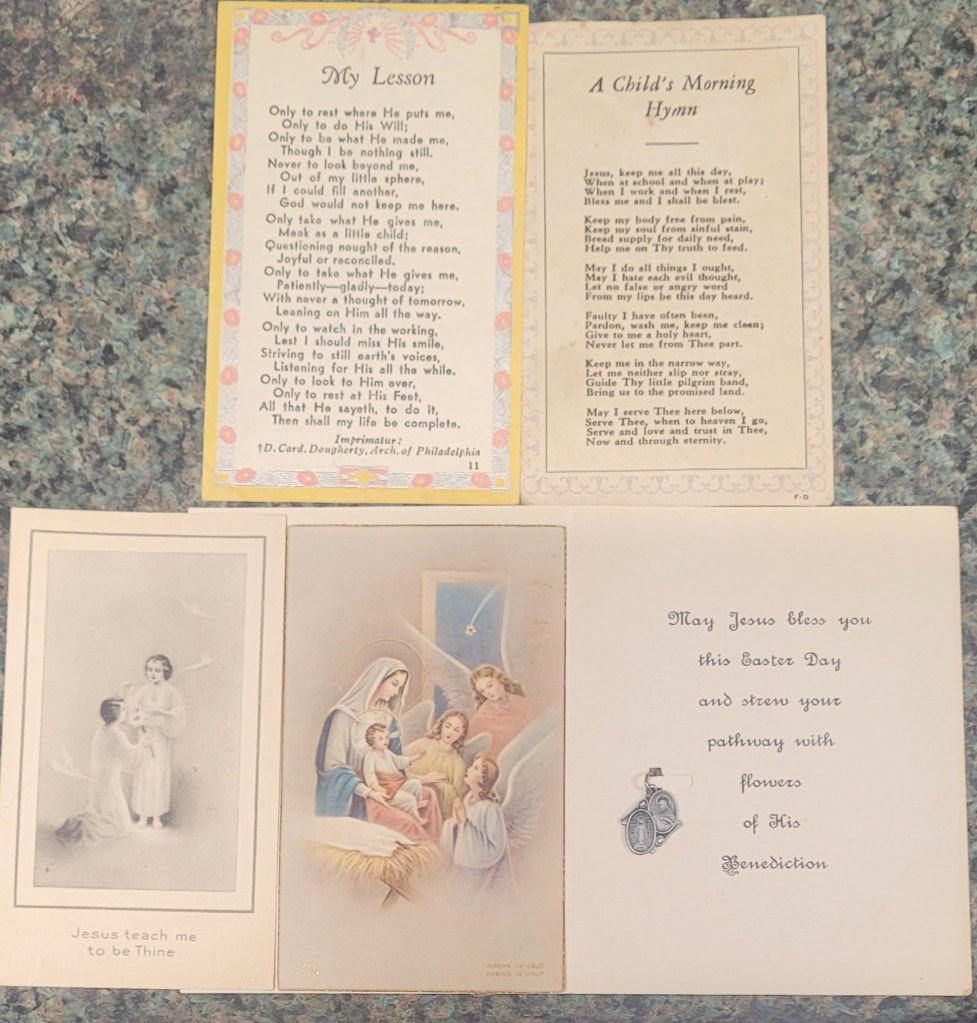 My Lesson
Only to rest where He puts me,
Only to do His Will;
Only to be what He made me,
Though I be nothing still.
Never to look beyond me,
Out of my little sphere,
If I could fill another,
God would not keep me here.
Only take what He gives me,
Meek as a little child;
Questioning nought of the reason,
Joyful or reconciled.
Only to take what He gives me,
Patiently—gladly—today;
With never a thought of tomorrow,
Leaning on Him all the way.
Only to watch in the working,
Lest I should miss His smile,
Striving to still earth's voices,
Listening for His all the while.
Only to look to Him ever,
Only to rest at His Feet,
All that He sayeth, to do it,
Then shall my life be complete.
Imprimatur:
†D. Card. Dougherty, Arch. of Philadelphia
11
A Child's Morning
Hymn
Jesus, keep me all this day,
When at school and when at play;
When I work and when I rest,
Bless me and I shall be blest.
Keep my body free from pain,
Keep my soul from sinful stain,
Bread supply for daily need,
Help me on Thy truth to feed.
May I do all things I ought,
May I hate each evil thought,
Let no false or angry word
From my lips be this day heard.
Faulty I have often been,
Pardon, wash me, keep me clean;
Give to me a holy heart,
Never let me from Thee part.
Keep me in the narrow way,
Let me neither slip nor stray,
Guide Thy little pilgrim band,
Bring us to the promised land.
May I serve Thee here below,
Serve Thee, when to heaven I go,
Serve and love and trust in Thee,
Now and through eternity.
F-D
Jesus teach me
to be Thine
May Jesus bless you
this Easter Day
and strew your
pathway with
flowers
of His
Benediction